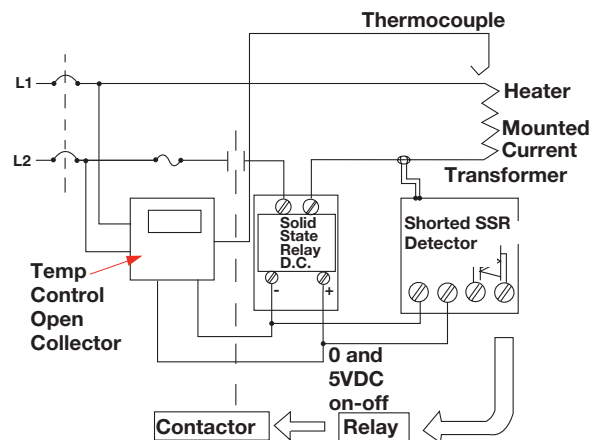 Thermocouple
L1
Heater
Mounted
Current
Transformer
L2
Solid
State
Relay
D.C.
- +
Shorted SSR
Detector
Temp
Control
Open
Collector
0 and
5VDC
on-off
Contactor
Relay